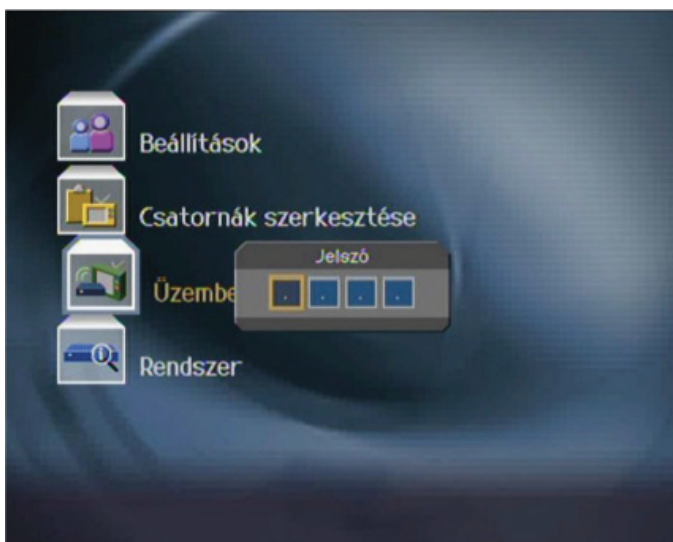 Beállítások
Csatornák szerkesztése
Jelszó
Üzembe
Rendszer